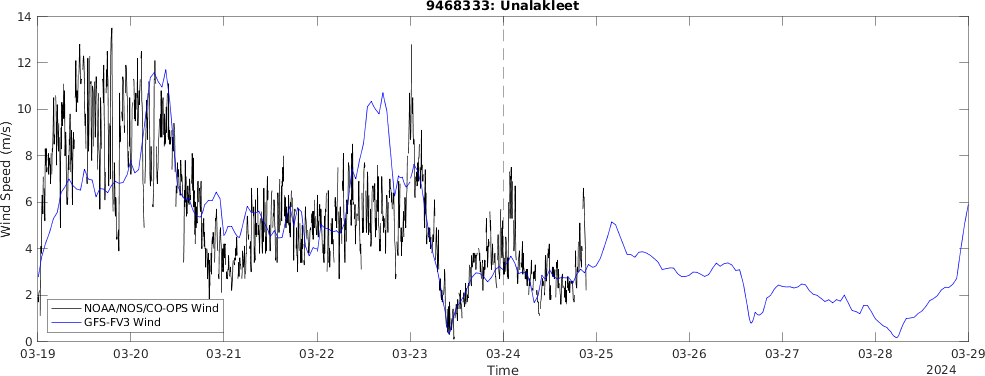 9468333: Unalakleet
Wind Speed (m/s)
14
12
10
8
6
4
2
0
NOAA/NOS/CO-OPS Wind
GFS-FV3 Wind
03-19 03-20 03-21 03-22 03-23 03-24 03-25 03-26 03-27 03-28 03-29
Time
2024